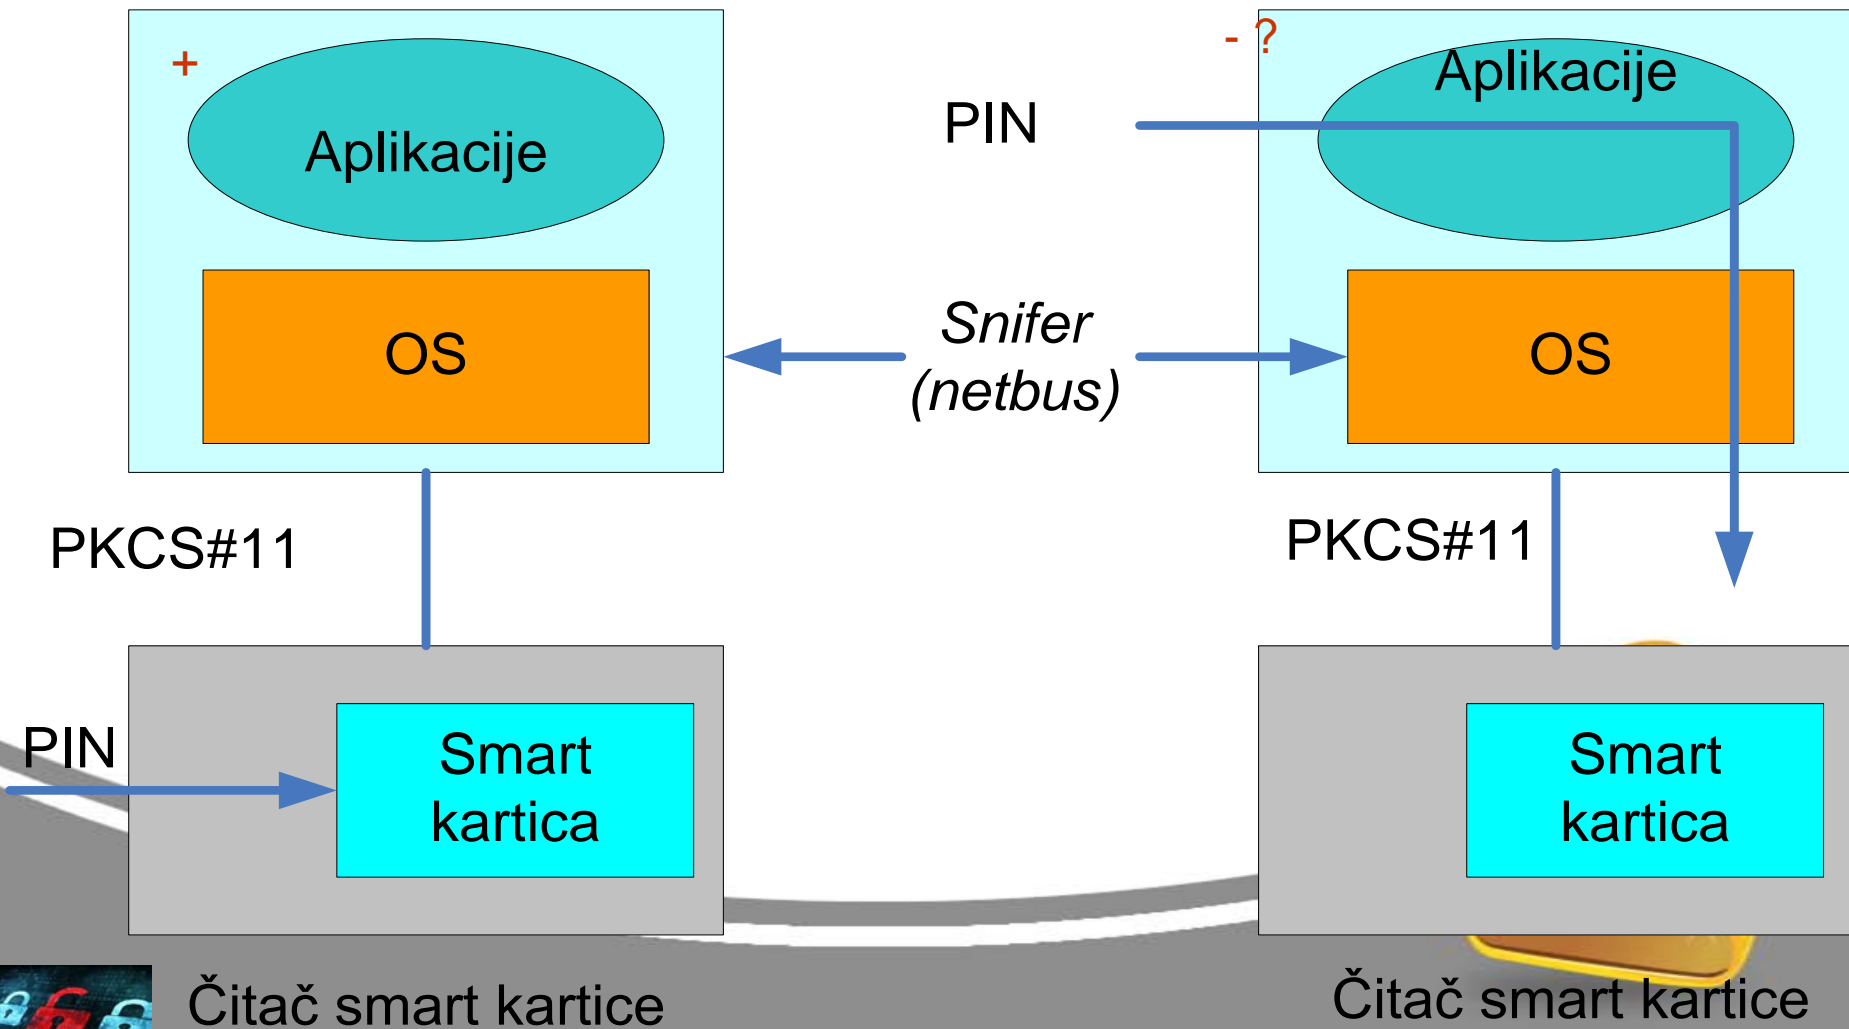 +
Aplikacije
OS
PKCS#11
PIN
Smart
kartica
Čitač smart kartice
PIN
Snifer
(netbus)
- ?
Aplikacije
OS
PKCS#11
Smart
kartica
Čitač smart kartice